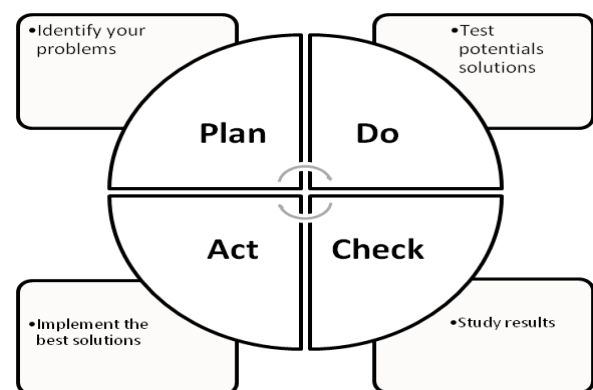 •Identify your
problems
•Test
potentials
solutions
Plan
Do
Act
Check
•Implement the
best solutions
•Study results